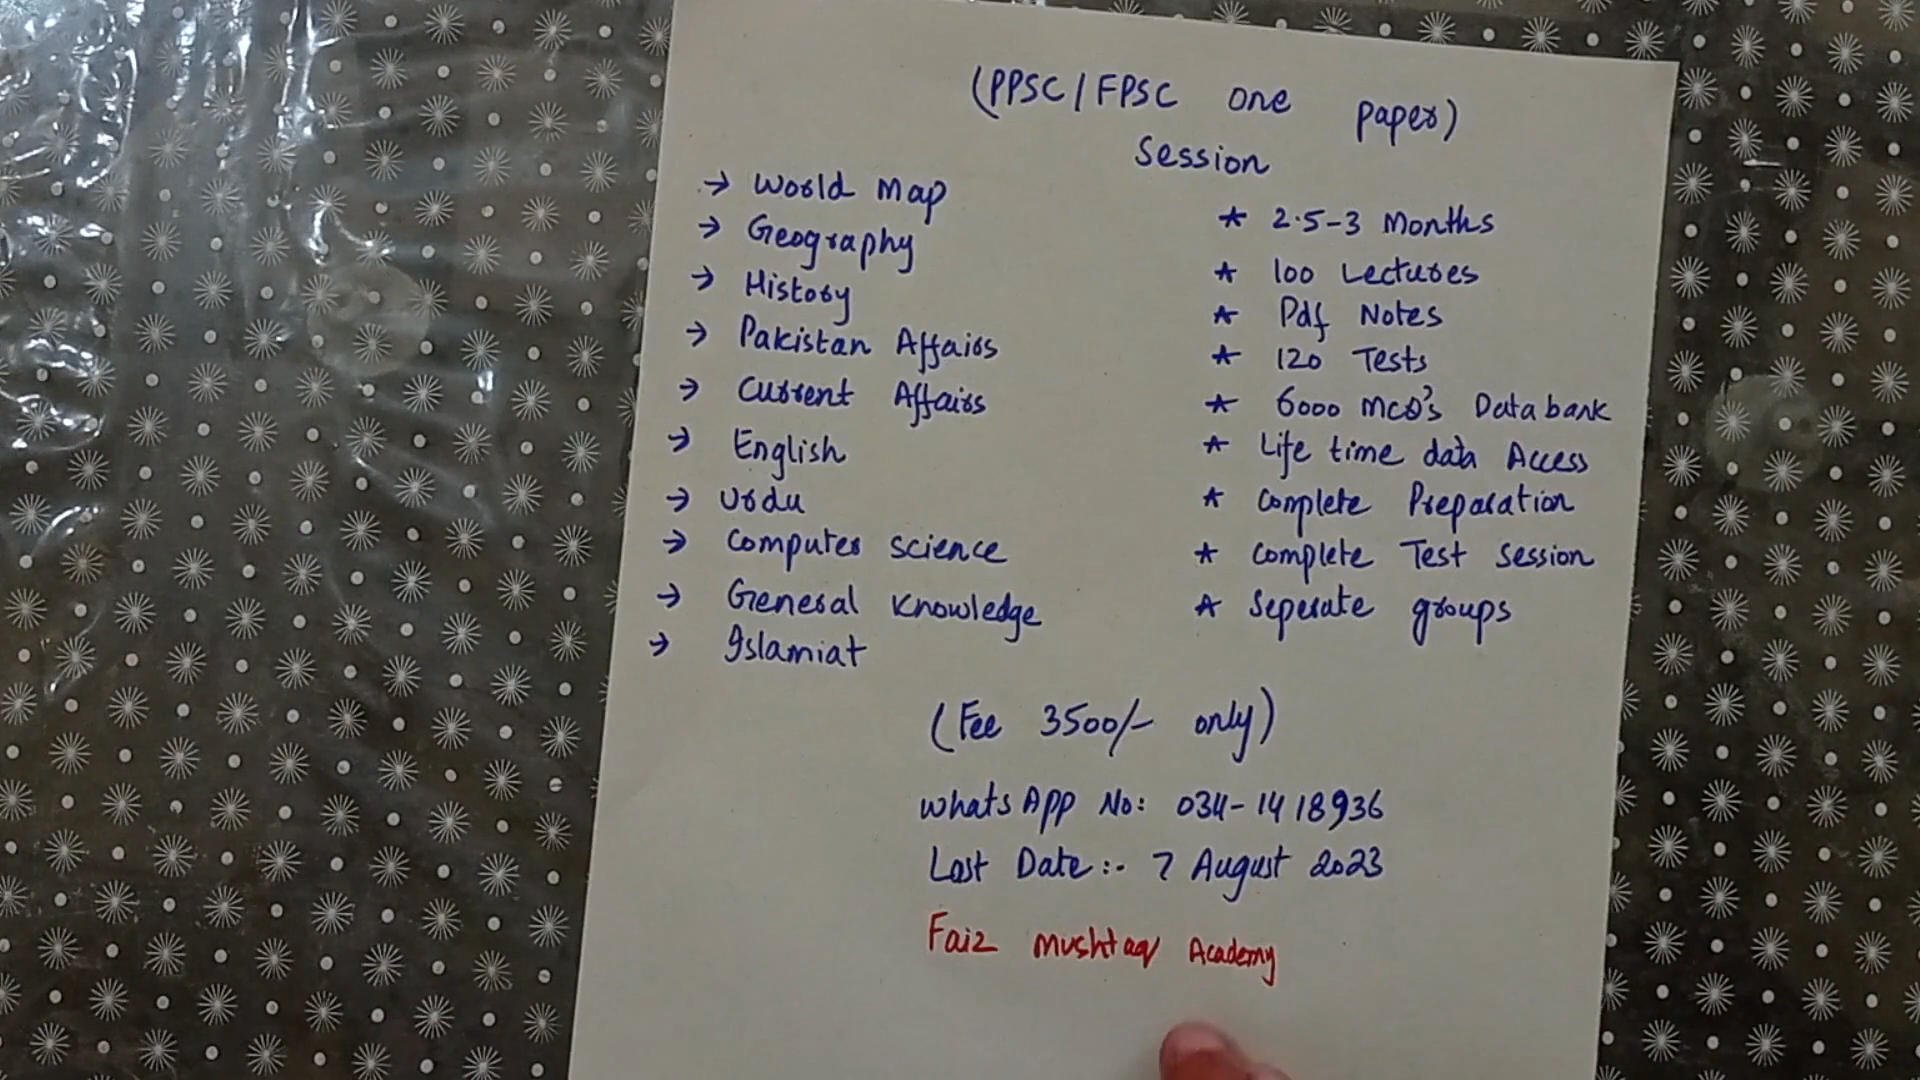 (PPSC/FPSC one paper)
Session
→ World Map
→ Geography
→ History
→ Pakistan Affairs
→ Current Affairs
→ English
→ Urdu
→ Computer science
→ General Knowledge
→ Islamiat
* 2.5-3 Months
* 100 Lectures
* Pdf Notes
* 120 Tests
* 6000 MCQ's Data bank
* Life time data Access
* Complete Preparation
* Complete Test Session
* Seperate groups
(Fee 3500/- only)
WhatsApp No: 034-1418936
Last Date:- 7 August 2023
Faiz Mushtaq Academy